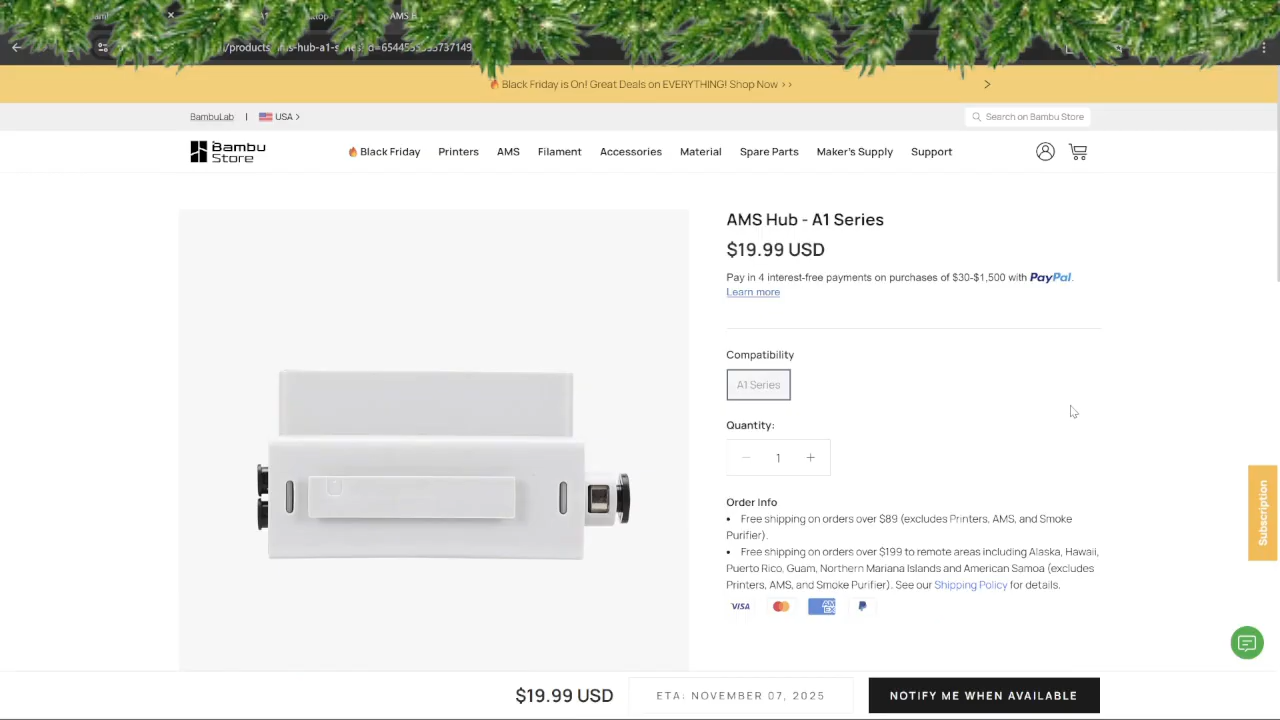 AMS
Black Friday is On! Great Deals on EVERYTHING! Shop Now >>
BambuLab | USA >
Search on Bambu Store
Bambu Store
Black Friday Printers AMS Filament Accessories Material Spare Parts Maker's Supply Support
AMS Hub - A1 Series
$19.99 USD
Pay in 4 interest-free payments on purchases of $30-$1,500 with PayPal.
Learn more
Compatibility
A1 Series
Quantity:
− 1 +
Order Info
• Free shipping on orders over $89 (excludes Printers, AMS, and Smoke
Purifier).
• Free shipping on orders over $199 to remote areas including Alaska, Hawaii,
Puerto Rico, Guam, Northern Mariana Islands and American Samoa (excludes
Printers, AMS, and Smoke Purifier). See our Shipping Policy for details.
VISA AMEX
Subscription
$19.99 USD ETA: NOVEMBER 07, 2025 NOTIFY ME WHEN AVAILABLE